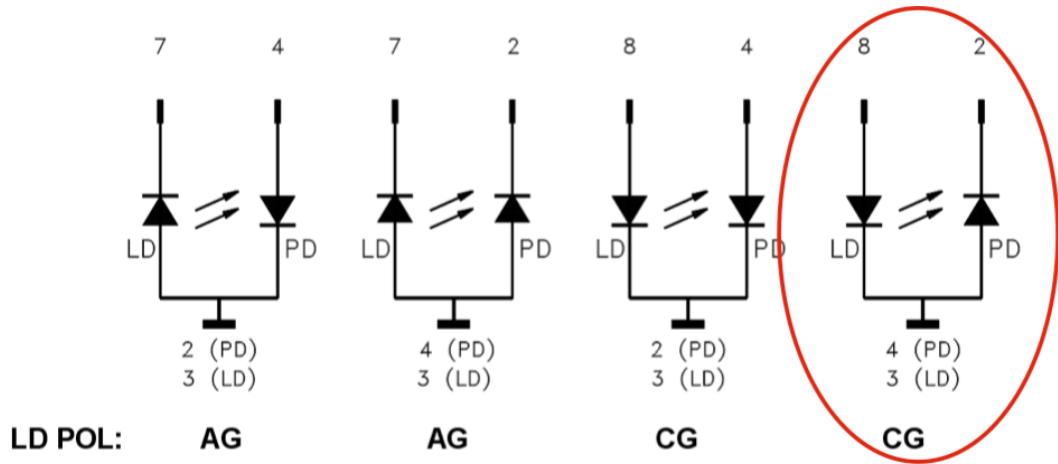 7 4 7 2 8 4 8 2
LD PD LD PD LD PD LD PD
2 (PD) 4 (PD) 2 (PD) 4 (PD)
3 (LD) 3 (LD) 3 (LD) 3 (LD)
LD POL: AG AG CG CG